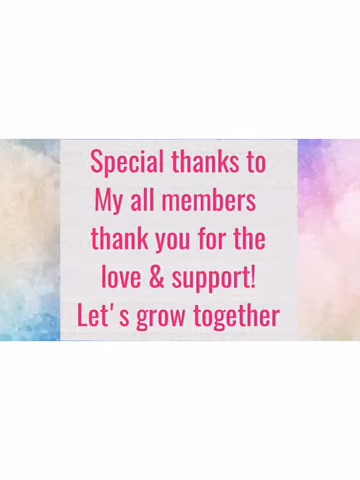 Special thanks to
My all members
thank you for the
love & support!
Let's grow together